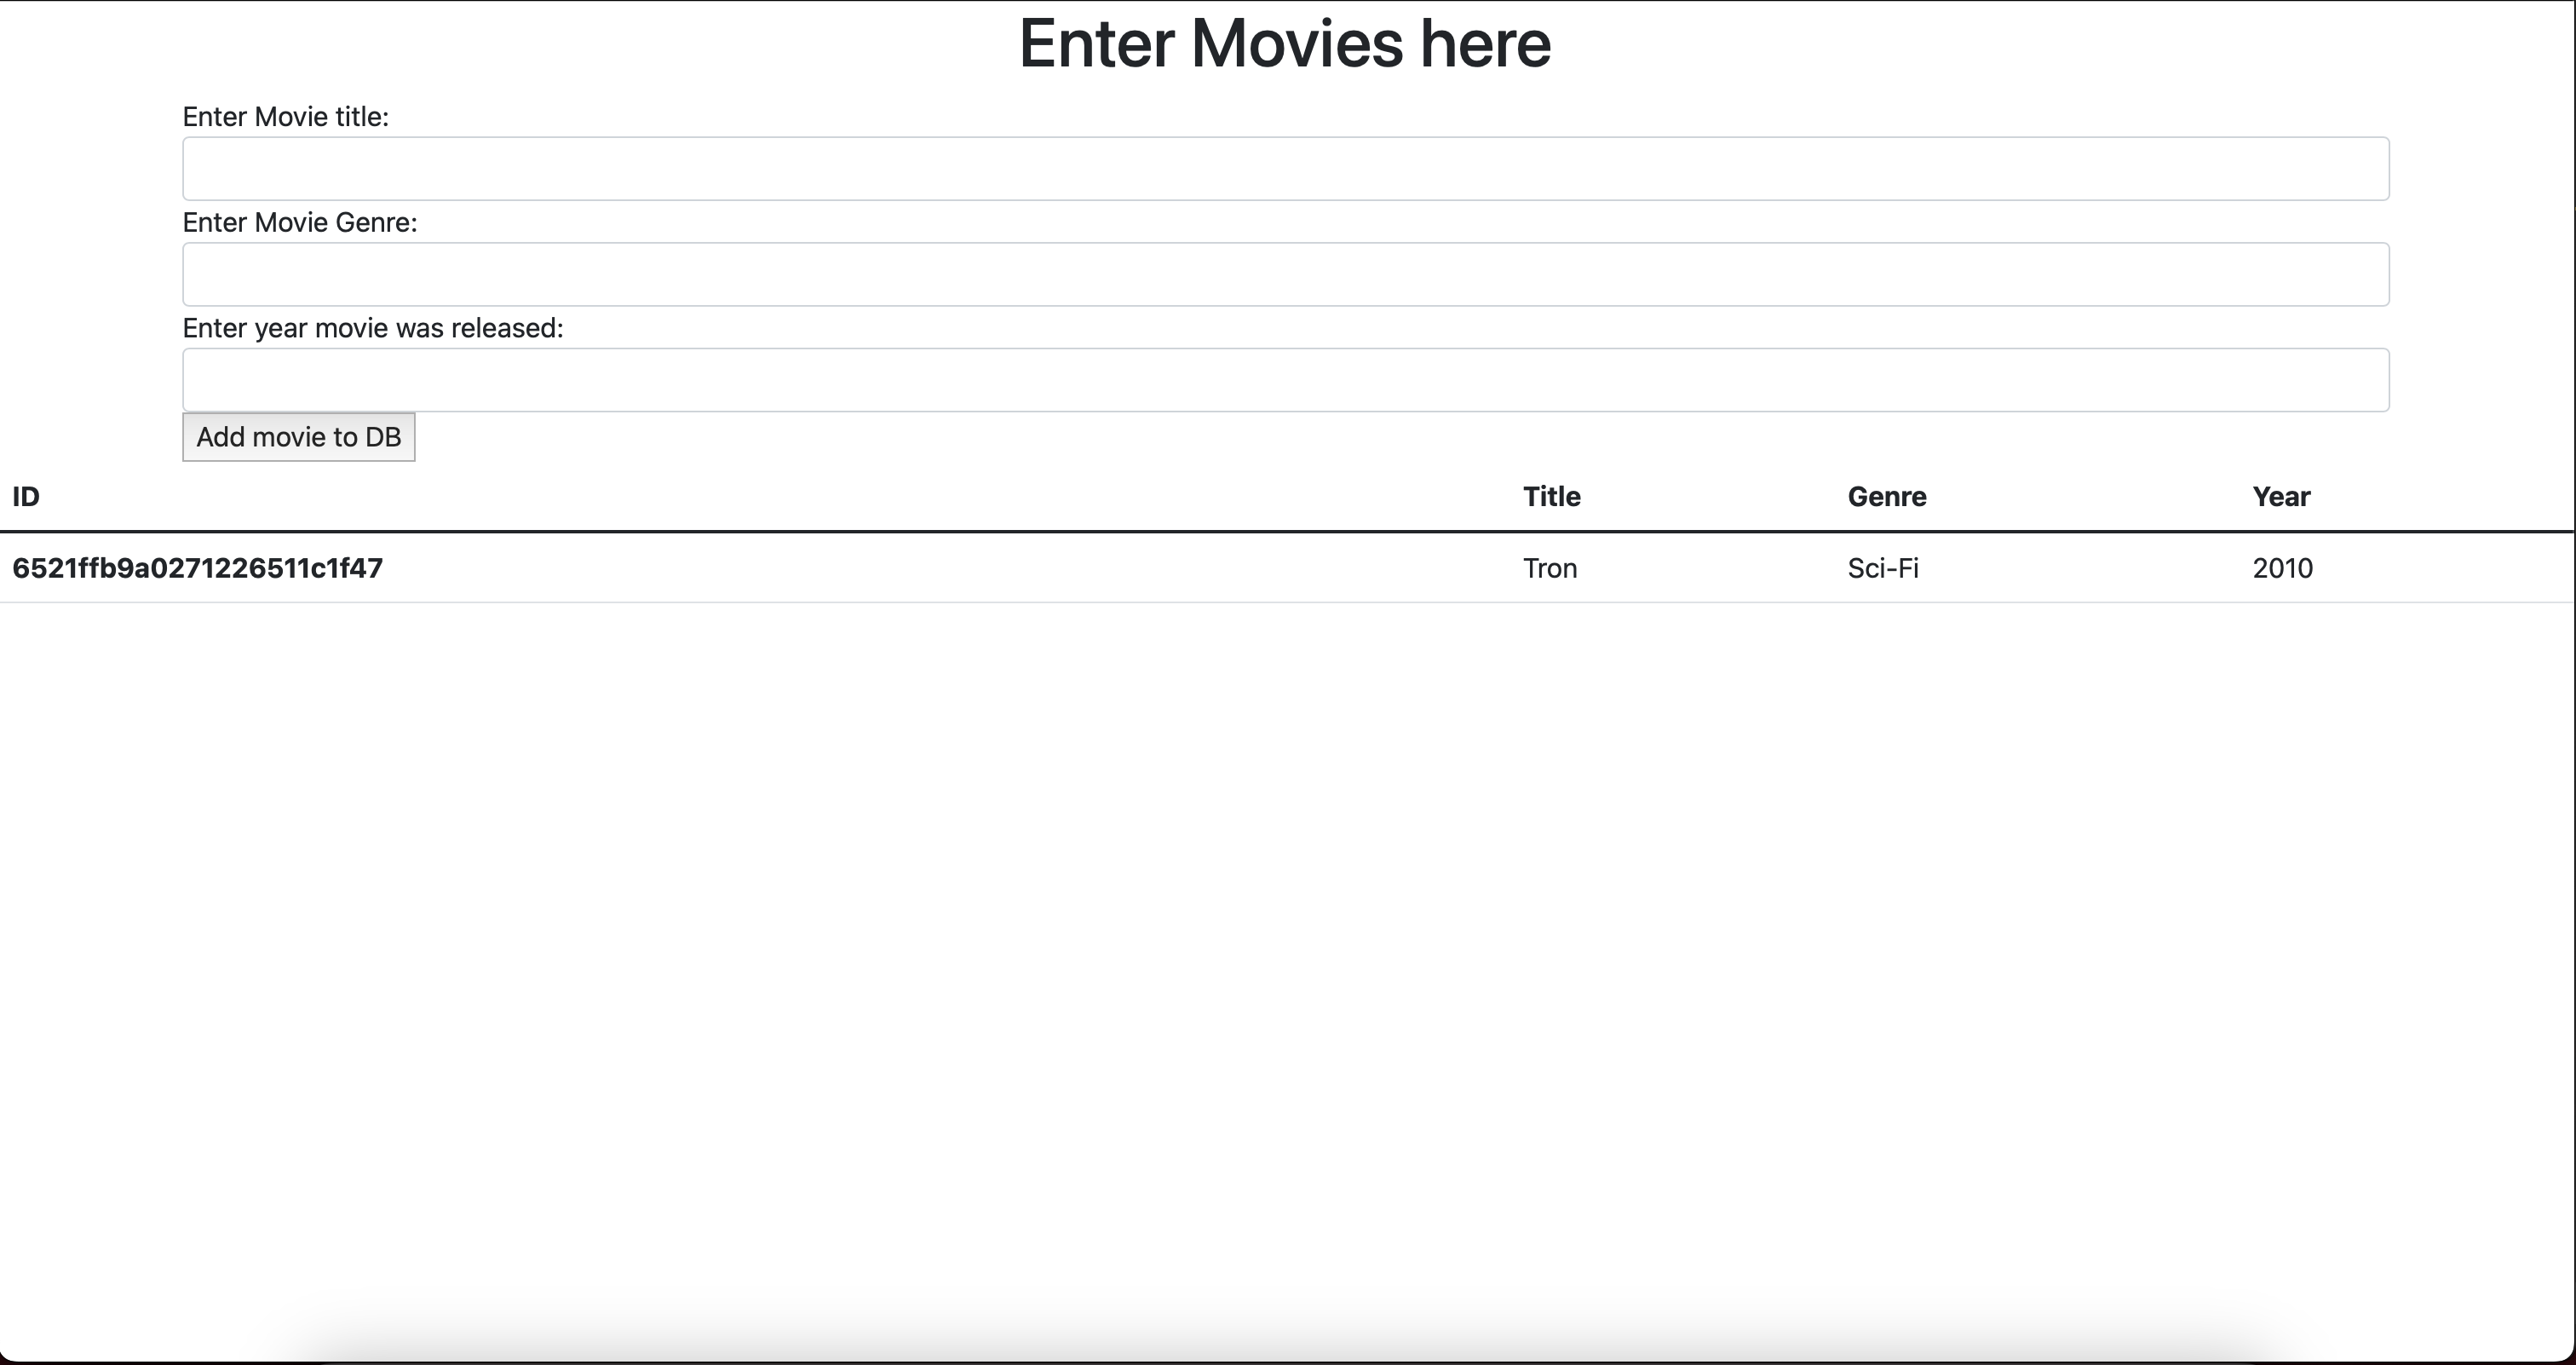 Enter Movies here
Enter Movie title:
Enter Movie Genre:
Enter year movie was released:
Add movie to DB
ID Title Genre Year
6521ffb9a0271226511c1f47 Tron Sci-Fi 2010